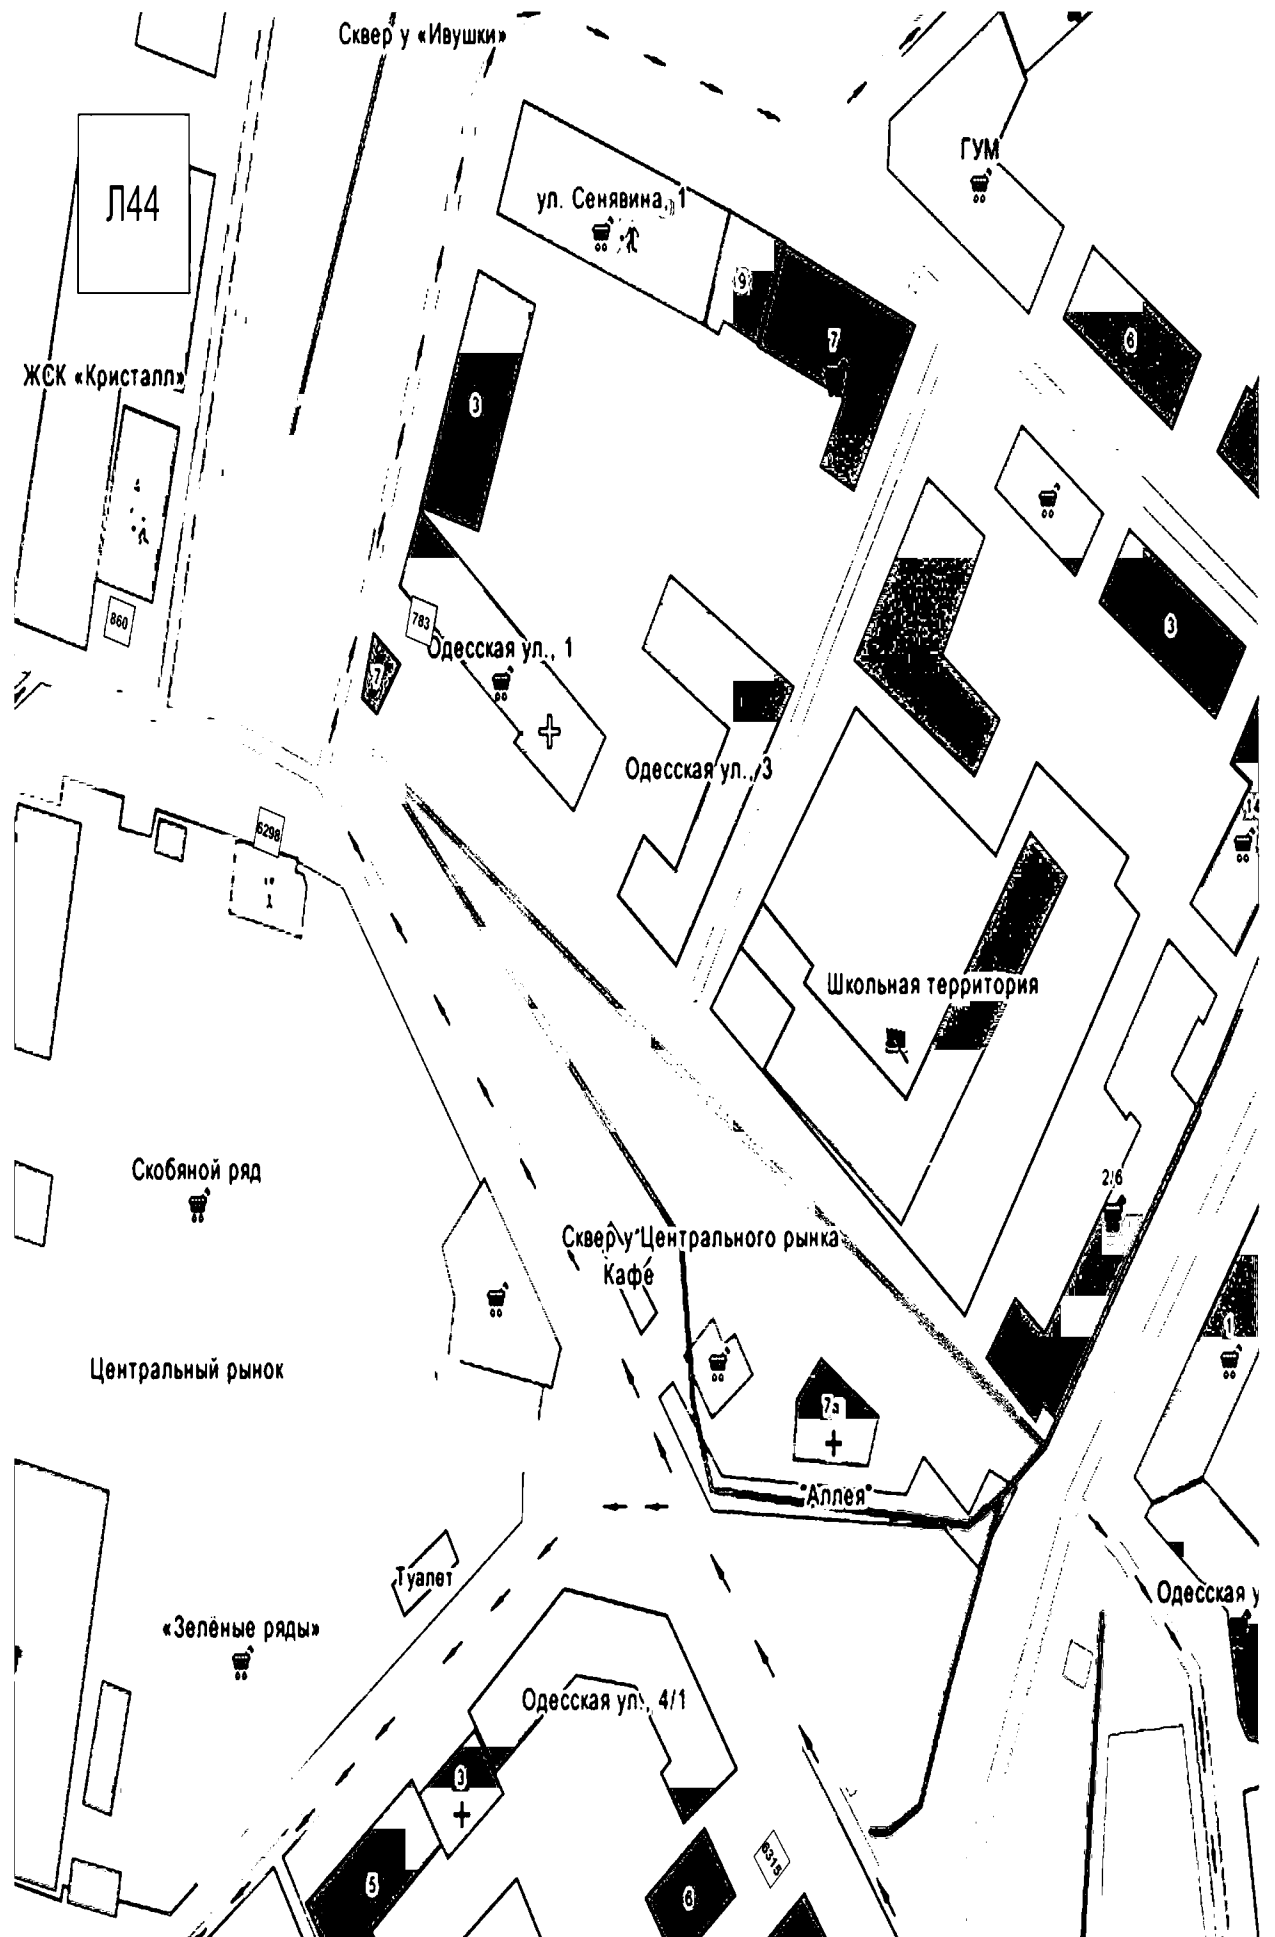 Сквер у «Ивушки»
ГУМ
Л44
ул. Сенявина, 1
9
7
6
ЖСК «Кристалл»
3
3
860
783
Одесская ул., 1
7
Одесская ул., 3
14
6298
Школьная территория
Скобяной ряд
2/6
Сквер у Центрального рынка
Кафе
1
Центральный рынок
7а
"Аллея"
Туалет
Одесская у
«Зелёные ряды»
Одесская ул., 4/1
3
5
6
6315